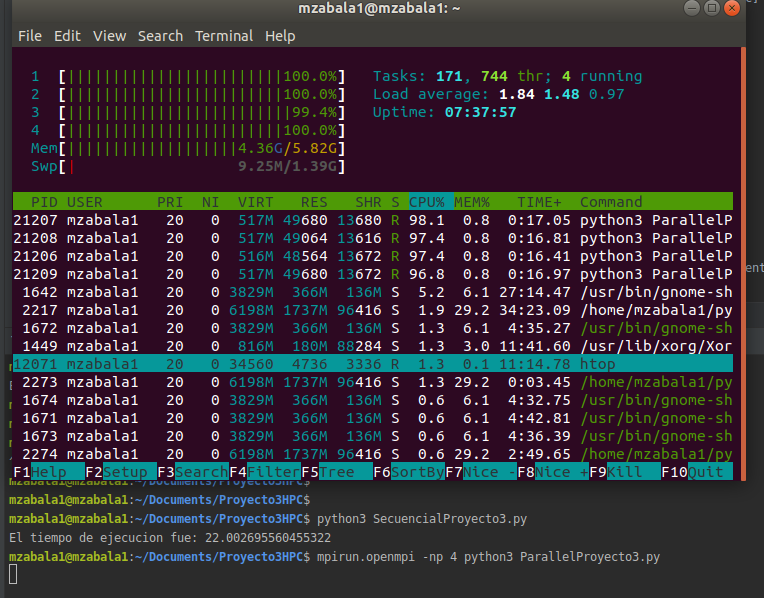 mzabala1@mzabala1: ~
File Edit View Search Terminal Help
1 [||||||||||||||||||||||||100.0%] Tasks: 171, 744 thr; 4 running
2 [||||||||||||||||||||||||100.0%] Load average: 1.84 1.48 0.97
3 [|||||||||||||||||||||||||99.4%] Uptime: 07:37:57
4 [||||||||||||||||||||||||100.0%]
Mem[|||||||||||||||||||4.36G/5.82G]
Swp[| 9.25M/1.39G]
PID USER PRI NI VIRT RES SHR S CPU% MEM% TIME+ Command
21207 mzabala1 20 0 517M 49680 13680 R 98.1 0.8 0:17.05 python3 ParallelP
21208 mzabala1 20 0 517M 49064 13616 R 97.4 0.8 0:16.81 python3 ParallelP
21206 mzabala1 20 0 516M 48564 13672 R 97.4 0.8 0:16.41 python3 ParallelP
21209 mzabala1 20 0 517M 49680 13672 R 96.8 0.8 0:16.97 python3 ParallelP
1642 mzabala1 20 0 3829M 366M 136M S 5.2 6.1 27:14.47 /usr/bin/gnome-sh
2217 mzabala1 20 0 6198M 1737M 96416 S 1.9 29.2 34:23.09 /home/mzabala1/py
1672 mzabala1 20 0 3829M 366M 136M S 1.3 6.1 4:35.27 /usr/bin/gnome-sh
1449 mzabala1 20 0 816M 180M 88284 S 1.3 3.0 11:41.60 /usr/lib/xorg/Xor
12071 mzabala1 20 0 34560 4736 3336 R 1.3 0.1 11:14.78 htop
2273 mzabala1 20 0 6198M 1737M 96416 S 1.3 29.2 0:03.45 /home/mzabala1/py
1674 mzabala1 20 0 3829M 366M 136M S 0.6 6.1 4:32.75 /usr/bin/gnome-sh
1671 mzabala1 20 0 3829M 366M 136M S 0.6 6.1 4:42.81 /usr/bin/gnome-sh
1673 mzabala1 20 0 3829M 366M 136M S 0.6 6.1 4:36.39 /usr/bin/gnome-sh
2274 mzabala1 20 0 6198M 1737M 96416 S 0.6 29.2 2:49.65 /home/mzabala1/py
F1Help F2Setup F3SearchF4FilterF5Tree F6SortByF7Nice -F8Nice +F9Kill F10Quit
mzabala1@mzabala1:~/Documents/Proyecto3HPC$
mzabala1@mzabala1:~/Documents/Proyecto3HPC$
mzabala1@mzabala1:~/Documents/Proyecto3HPC$ python3 SecuencialProyecto3.py
El tiempo de ejecucion fue: 22.002695560455322
mzabala1@mzabala1:~/Documents/Proyecto3HPC$ mpirun.openmpi -np 4 python3 ParallelProyecto3.py